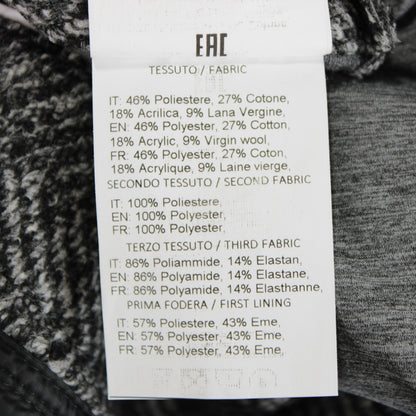 EAC
TESSUTO / FABRIC
IT: 46% Poliestere, 27% Cotone,
18% Acrilica, 9% Lana Vergine,
EN: 46% Polyester, 27% Cotton,
18% Acrylic, 9% Virgin wool,
FR: 46% Polyester, 27% Coton,
18% Acrylique, 9% Laine vierge,
SECONDO TESSUTO / SECOND FABRIC
IT: 100% Poliestere,
EN: 100% Polyester,
FR: 100% Polyester,
TERZO TESSUTO / THIRD FABRIC
IT: 86% Poliammide, 14% Elastan,
EN: 86% Polyamide, 14% Elastane,
FR: 86% Polyamide, 14% Elasthanne,
PRIMA FODERA / FIRST LINING
IT: 57% Poliestere, 43% Eme,
EN: 57% Polyester, 43% Eme,
FR: 57% Polyester, 43% Eme,